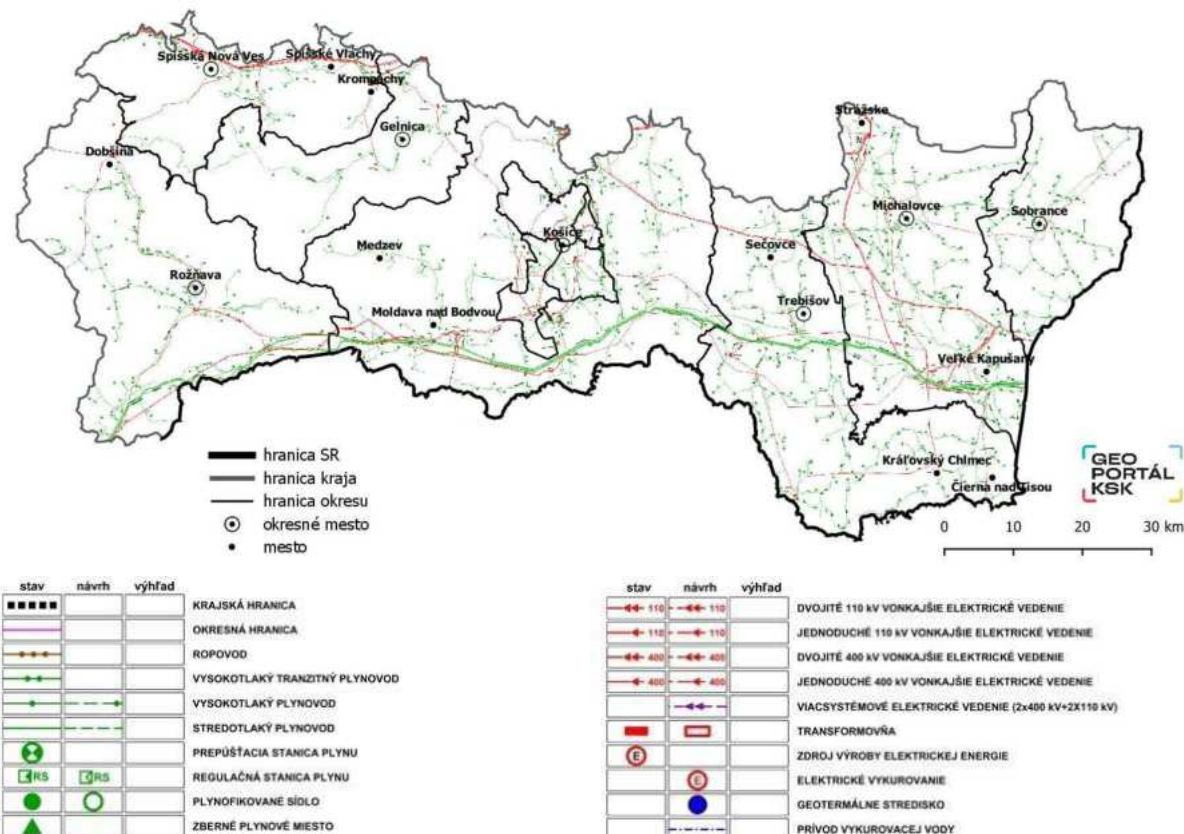 Spišská Nová Ves
Spišské Vlachy
Krompachy
Gelnica
Dobšiná
Strážske
Michalovce
Sobrance
Košice
Medzev
Sečovce
Rožňava
Trebišov
Moldava nad Bodvou
Veľké Kapušany
Kráľovský Chlmec
Čierna nad Tisou
hranica SR
hranica kraja
hranica okresu
okresné mesto
mesto
GEO
PORTÁL
KSK
0 10 20 30 km
stav návrh výhľad
KRAJSKÁ HRANICA
OKRESNÁ HRANICA
ROPOVOD
VYSOKOTLAKÝ TRANZITNÝ PLYNOVOD
VYSOKOTLAKÝ PLYNOVOD
STREDOTLAKÝ PLYNOVOD
PREPÚŠŤACIA STANICA PLYNU
RS RS REGULAČNÁ STANICA PLYNU
PLYNOFIKOVANÉ SÍDLO
ZBERNÉ PLYNOVÉ MIESTO
stav návrh výhľad
110 110 DVOJITÉ 110 kV VONKAJŠIE ELEKTRICKÉ VEDENIE
110 110 JEDNODUCHÉ 110 kV VONKAJŠIE ELEKTRICKÉ VEDENIE
400 400 DVOJITÉ 400 kV VONKAJŠIE ELEKTRICKÉ VEDENIE
400 400 JEDNODUCHÉ 400 kV VONKAJŠIE ELEKTRICKÉ VEDENIE
VIACSYSTÉMOVÉ ELEKTRICKÉ VEDENIE (2x400 kV+2X110 kV)
TRANSFORMOVŇA
E ZDROJ VÝROBY ELEKTRICKEJ ENERGIE
E ELEKTRICKÉ VYKUROVANIE
GEOTERMÁLNE STREDISKO
PRÍVOD VYKUROVACEJ VODY